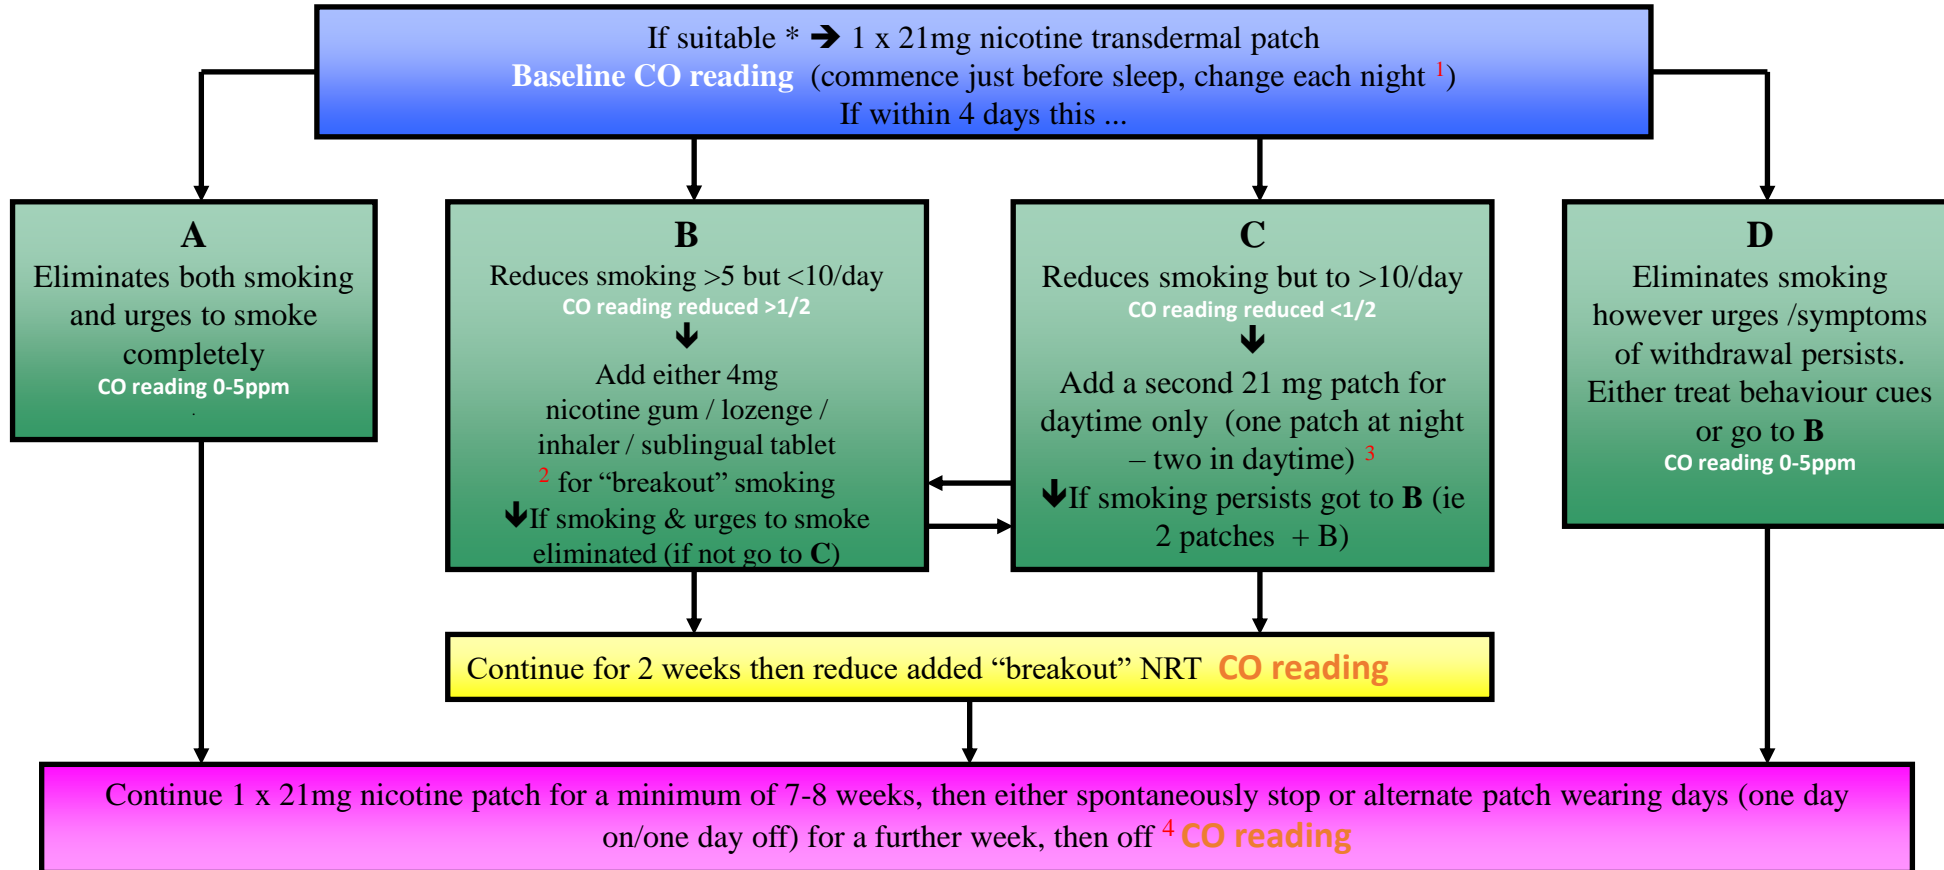 If suitable * ➔ 1 x 21mg nicotine transdermal patch
Baseline CO reading (commence just before sleep, change each night 1)
If within 4 days this ...
A
Eliminates both smoking
and urges to smoke
completely
CO reading 0-5ppm
.
B
Reduces smoking >5 but <10/day
CO reading reduced >1/2
🡫
Add either 4mg
nicotine gum / lozenge /
inhaler / sublingual tablet
2 for “breakout” smoking
🡫If smoking & urges to smoke
eliminated (if not go to C)
C
Reduces smoking but to >10/day
CO reading reduced <1/2
🡫
Add a second 21 mg patch for
daytime only (one patch at night
– two in daytime) 3
🡫If smoking persists got to B (ie
2 patches + B)
D
Eliminates smoking
however urges /symptoms
of withdrawal persists.
Either treat behaviour cues
or go to B
CO reading 0-5ppm
Continue for 2 weeks then reduce added “breakout” NRT CO reading
Continue 1 x 21mg nicotine patch for a minimum of 7-8 weeks, then either spontaneously stop or alternate patch wearing days (one day
on/one day off) for a further week, then off 4 CO reading